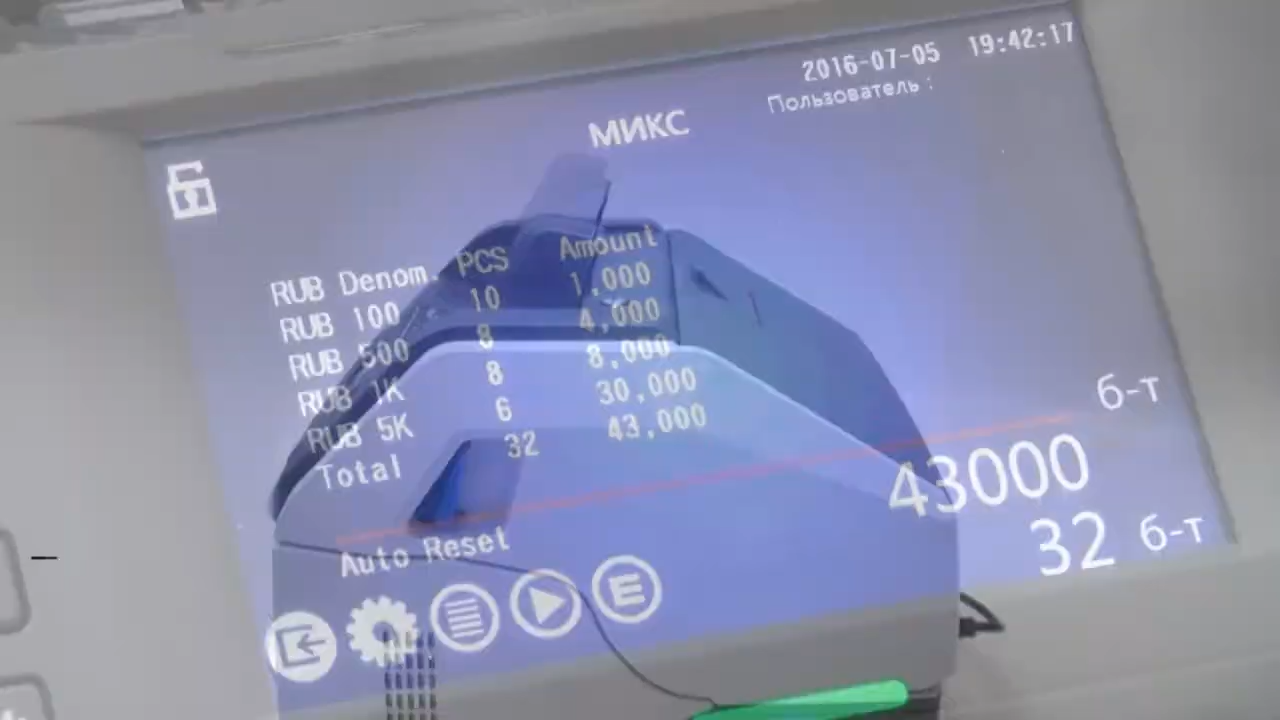 2016-07-05 19:42:17
Пользователь :
МИКС
RUB Denom. PCS Amount
RUB 100 10 1,000
RUB 500 8 4,000
RUB 1K 8 8,000
RUB 5K 6 30,000
Total 32 43,000
б-т
43000
32 б-т
Auto Reset